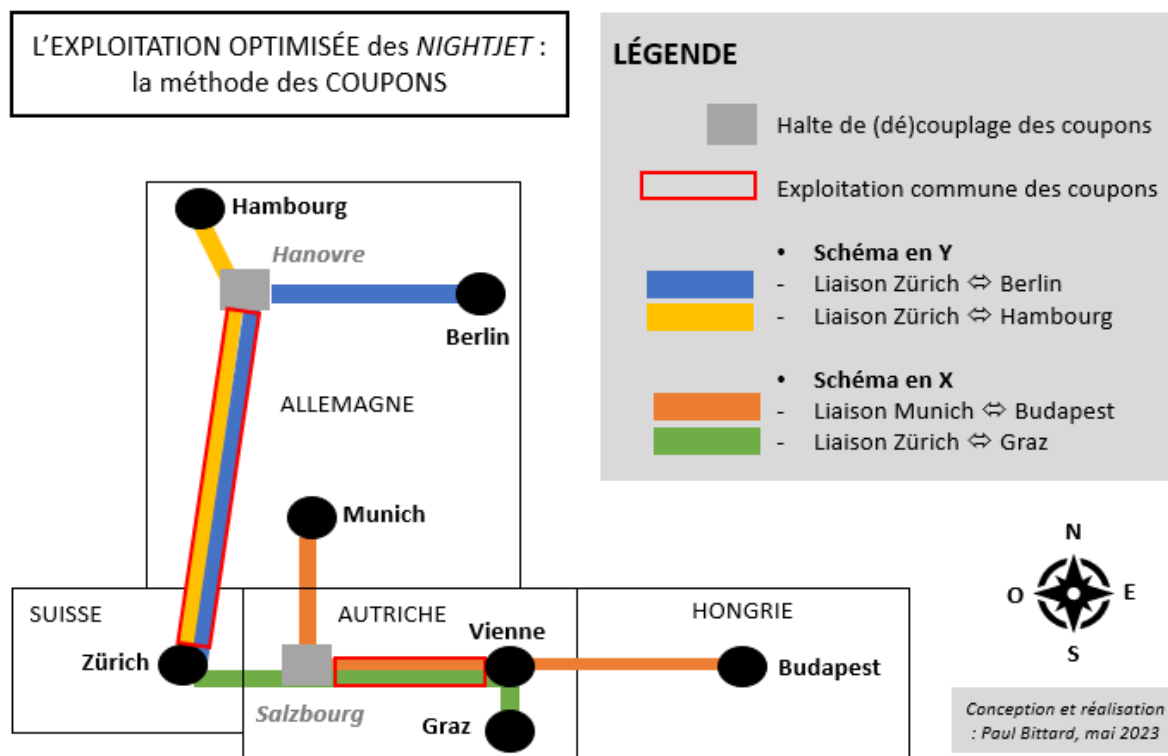 L'EXPLOITATION OPTIMISÉE des NIGHTJET :
la méthode des COUPONS
LÉGENDE
Halte de (dé)couplage des coupons
Exploitation commune des coupons
• Schéma en Y
- Liaison Zürich ⇔ Berlin
- Liaison Zürich ⇔ Hambourg
• Schéma en X
- Liaison Munich ⇔ Budapest
- Liaison Zürich ⇔ Graz
Hambourg
Hanovre
Berlin
ALLEMAGNE
Munich
SUISSE
AUTRICHE
HONGRIE
Vienne
Zürich
Budapest
Salzbourg
Graz
N
O
E
S
Conception et réalisation
: Paul Bittard, mai 2023